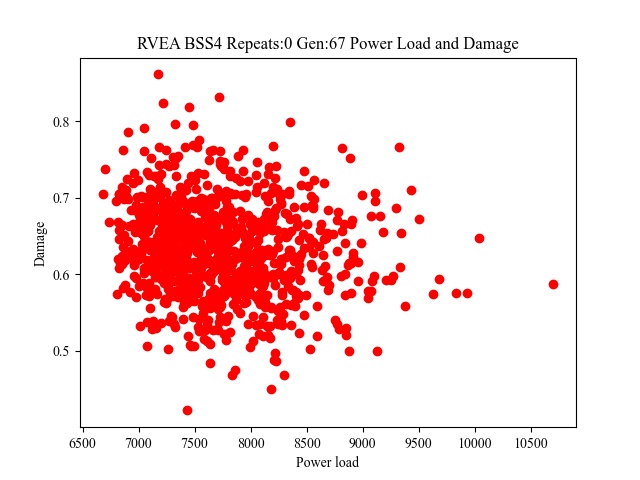 RVEA BSS4 Repeats:0 Gen:67 Power Load and Damage
0.8
0.7
0.6
0.5
Damage
6500 7000 7500 8000 8500 9000 9500 10000 10500
Power load